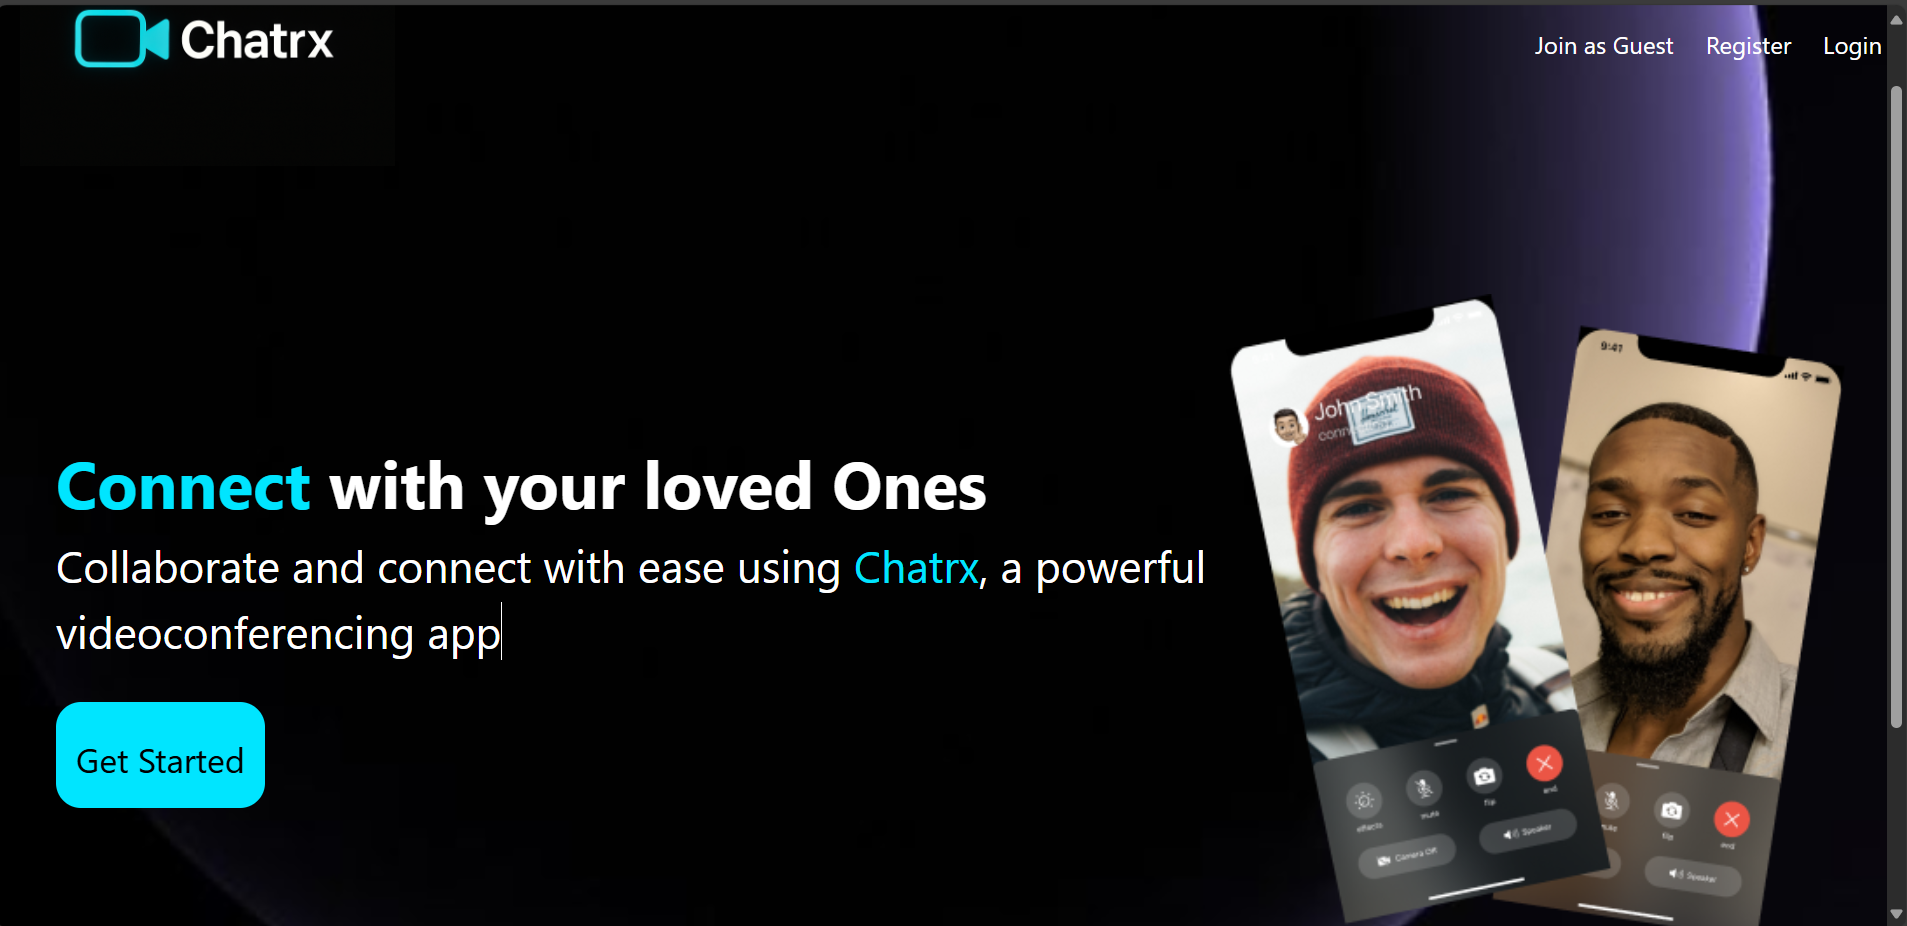 Chatrx
Join as Guest
Register
Login
Connect with your loved Ones
Collaborate and connect with ease using Chatrx, a powerful
videoconferencing app
Get Started
John Smith
effects
mute
flip
end
Camera Off
Speaker
9:41
mute
flip
end
Speaker